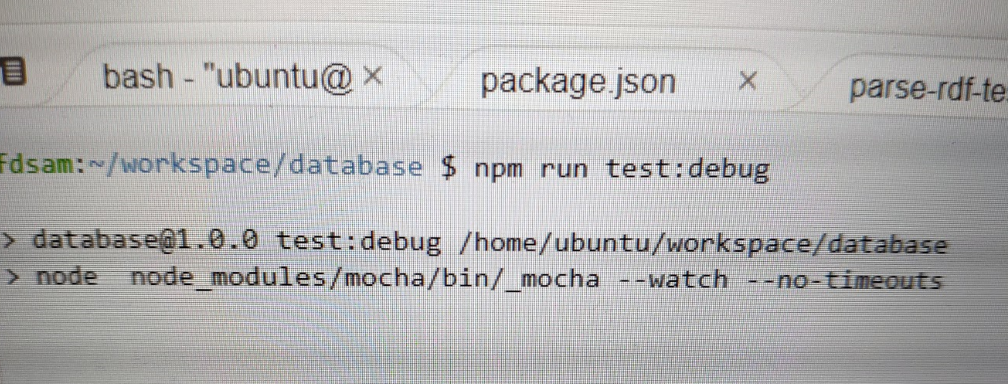 bash - "ubuntu@ × package.json × parse-rdf-te
fdsam:~/workspace/database $ npm run test:debug
> database@1.0.0 test:debug /home/ubuntu/workspace/database
> node  node_modules/mocha/bin/_mocha --watch --no-timeouts